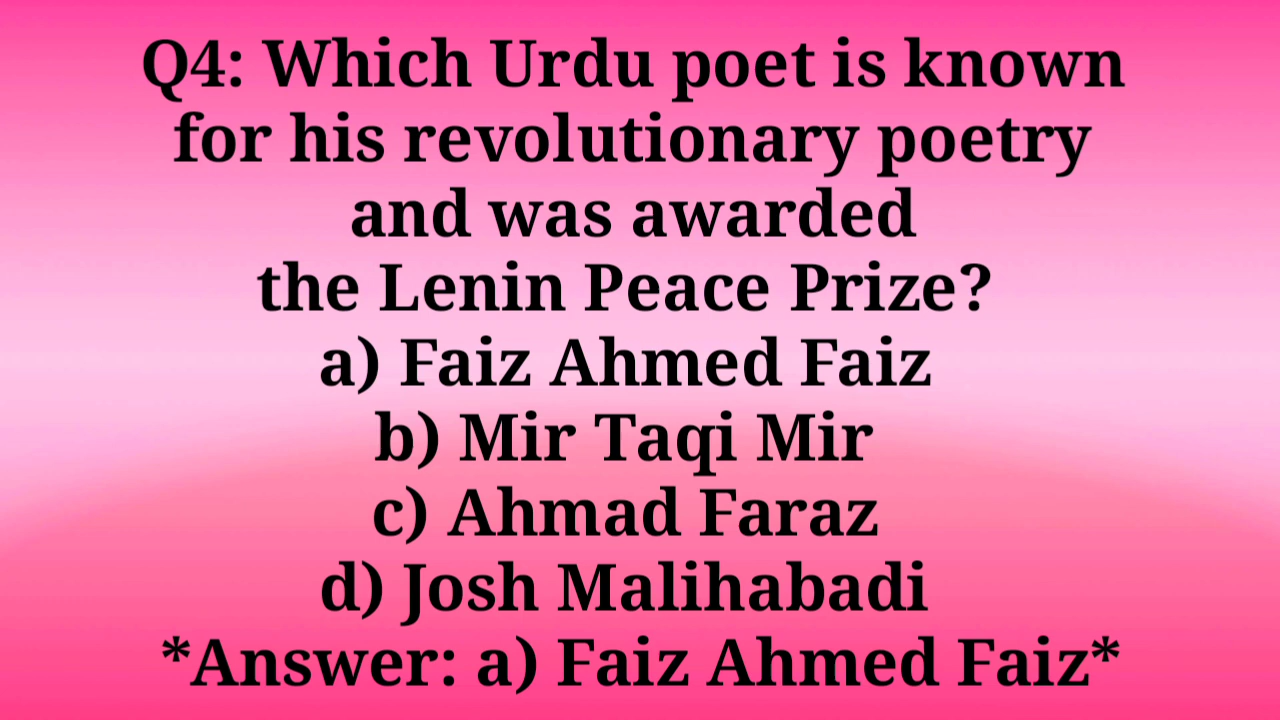 Q4: Which Urdu poet is known
for his revolutionary poetry
and was awarded
the Lenin Peace Prize?
a) Faiz Ahmed Faiz
b) Mir Taqi Mir
c) Ahmad Faraz
d) Josh Malihabadi
*Answer: a) Faiz Ahmed Faiz*